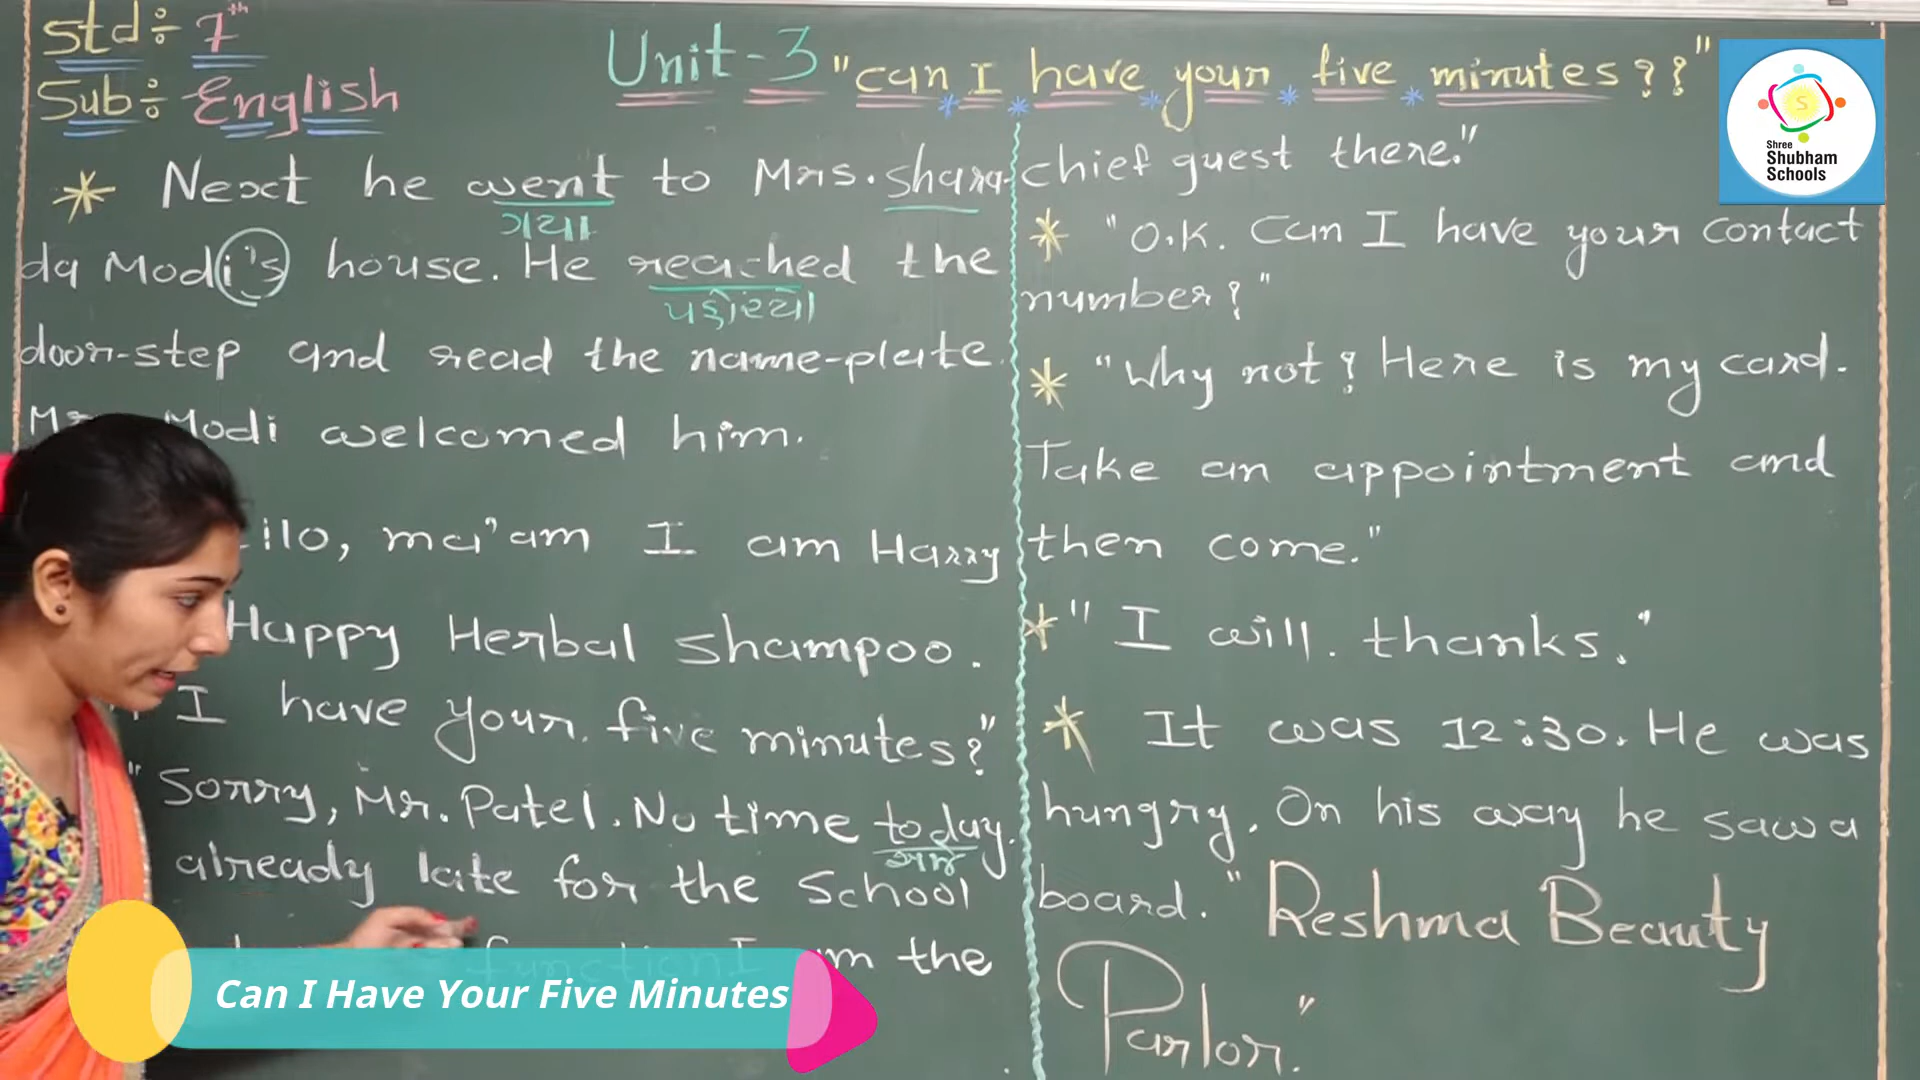 Std÷ 7th
Sub÷ English
Unit-3 "can I have your five minutes??"
Shree
Shubham
Schools
* Next he went to Mrs. shara-
ગયા
da Modi's house. He reached the
પહોંચ્યો
door-step and read the name-plate.
Modi welcomed him.
ma'am I am Harry
Happy Herbal shampoo.
I have your five minutes?"
"Sorry, Mr. Patel. No time today.
આજે
already late for the School
function. I am the
chief guest there."
* "O.K. Can I have your contact
number?"
* "Why not? Here is my card.
Take an appointment and
then come."
* "I will. thanks."
* It was 12:30. He was
hungry. On his way he saw a
board. "Reshma Beauty
Parlor."
Can I Have Your Five Minutes